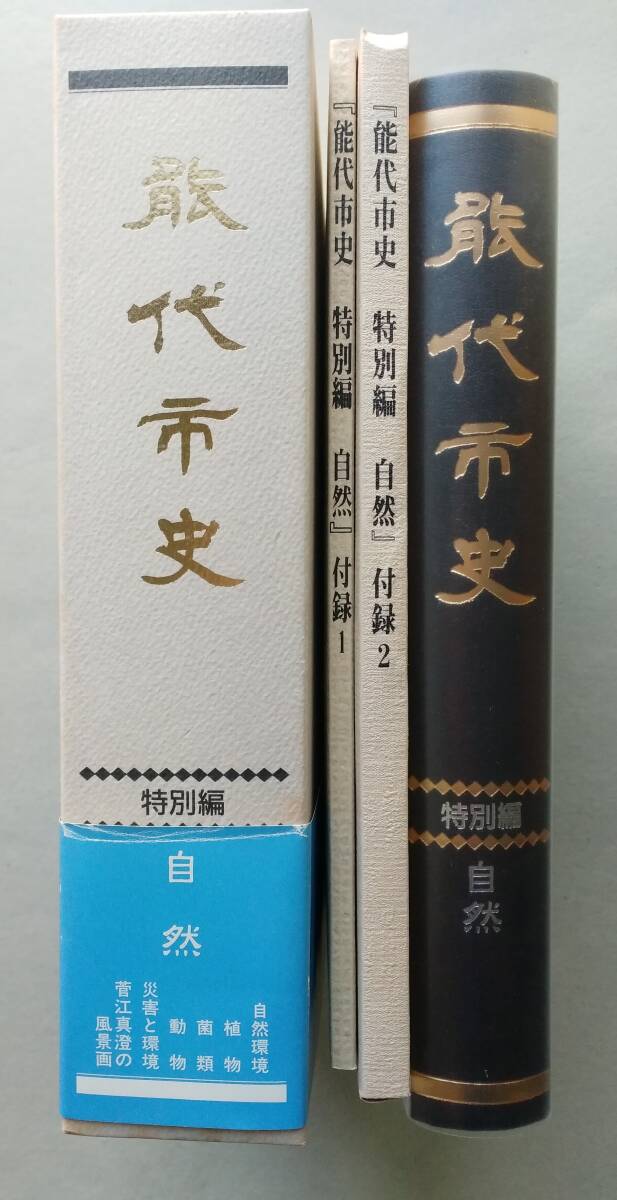 能代市史
特別編
自然
自然環境
植物
菌類
動物
災害と環境
菅江真澄の
風景画
『能代市史 特別編 自然』 付録1
『能代市史 特別編 自然』 付録2
能代市史
特別編
自然